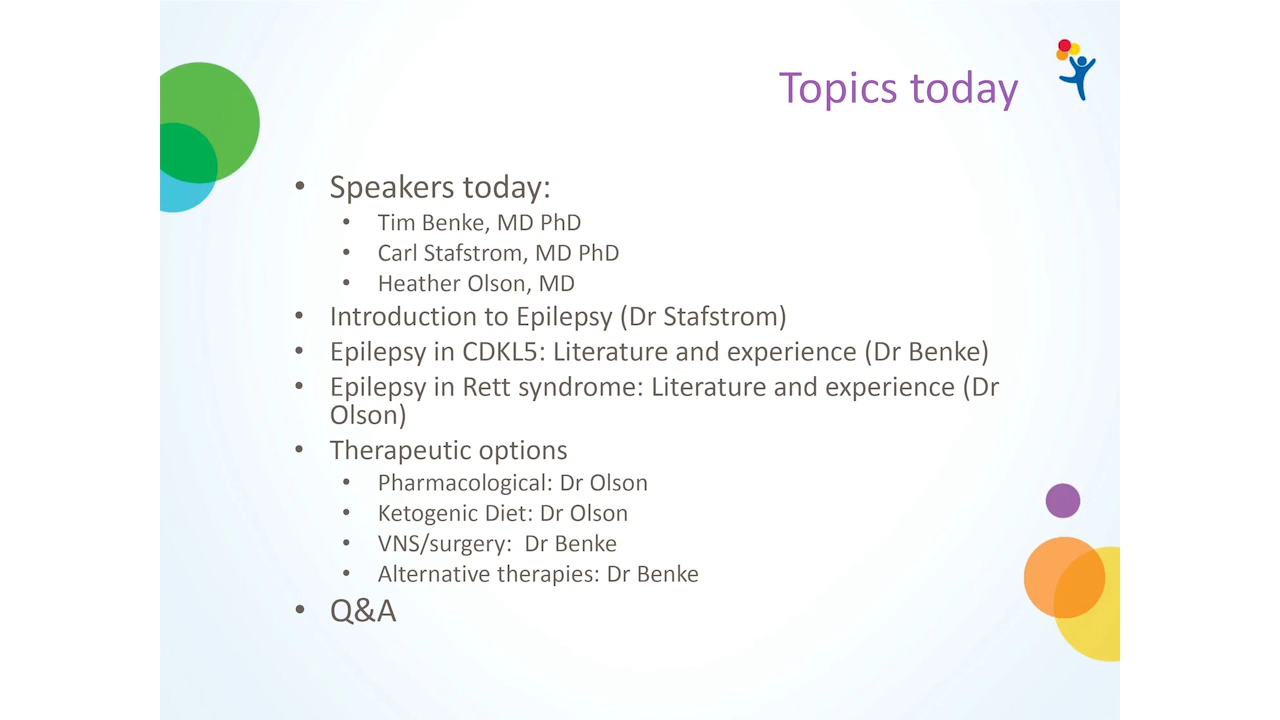 Topics today
• Speakers today:
• Tim Benke, MD PhD
• Carl Stafstrom, MD PhD
• Heather Olson, MD
• Introduction to Epilepsy (Dr Stafstrom)
• Epilepsy in CDKL5: Literature and experience (Dr Benke)
• Epilepsy in Rett syndrome: Literature and experience (Dr
Olson)
• Therapeutic options
• Pharmacological: Dr Olson
• Ketogenic Diet: Dr Olson
• VNS/surgery:  Dr Benke
• Alternative therapies: Dr Benke
• Q&A